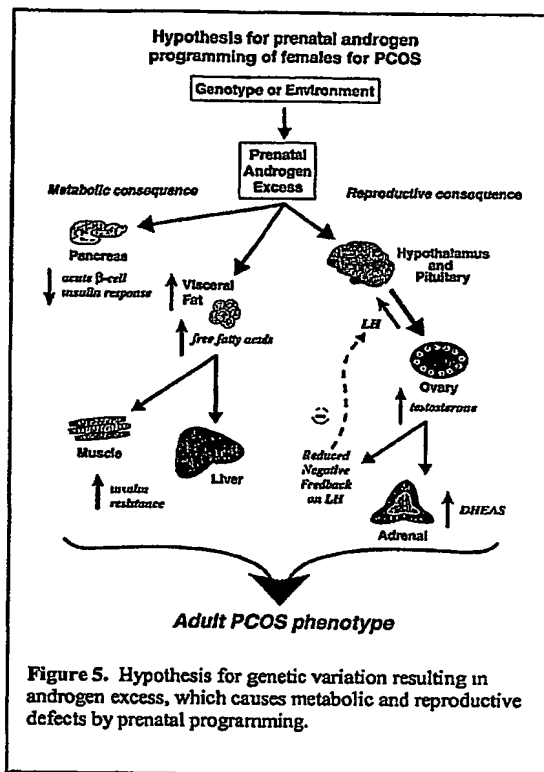 Hypothesis for prenatal androgen
programming of females for PCOS
Genotype or Environment
Prenatal
Androgen
Excess
Metabolic consequence
Reproductive consequence
Pancreas
acute β-cell
insulin response
Visceral
Fat
free fatty acids
Hypothalamus
and
Pituitary
LH
Ovary
testosterone
Muscle
insulin
resistance
Liver
Reduced
Negative
Feedback
on LH
Adrenal
DHEAS
Adult PCOS phenotype
Figure 5. Hypothesis for genetic variation resulting in
androgen excess, which causes metabolic and reproductive
defects by prenatal programming.